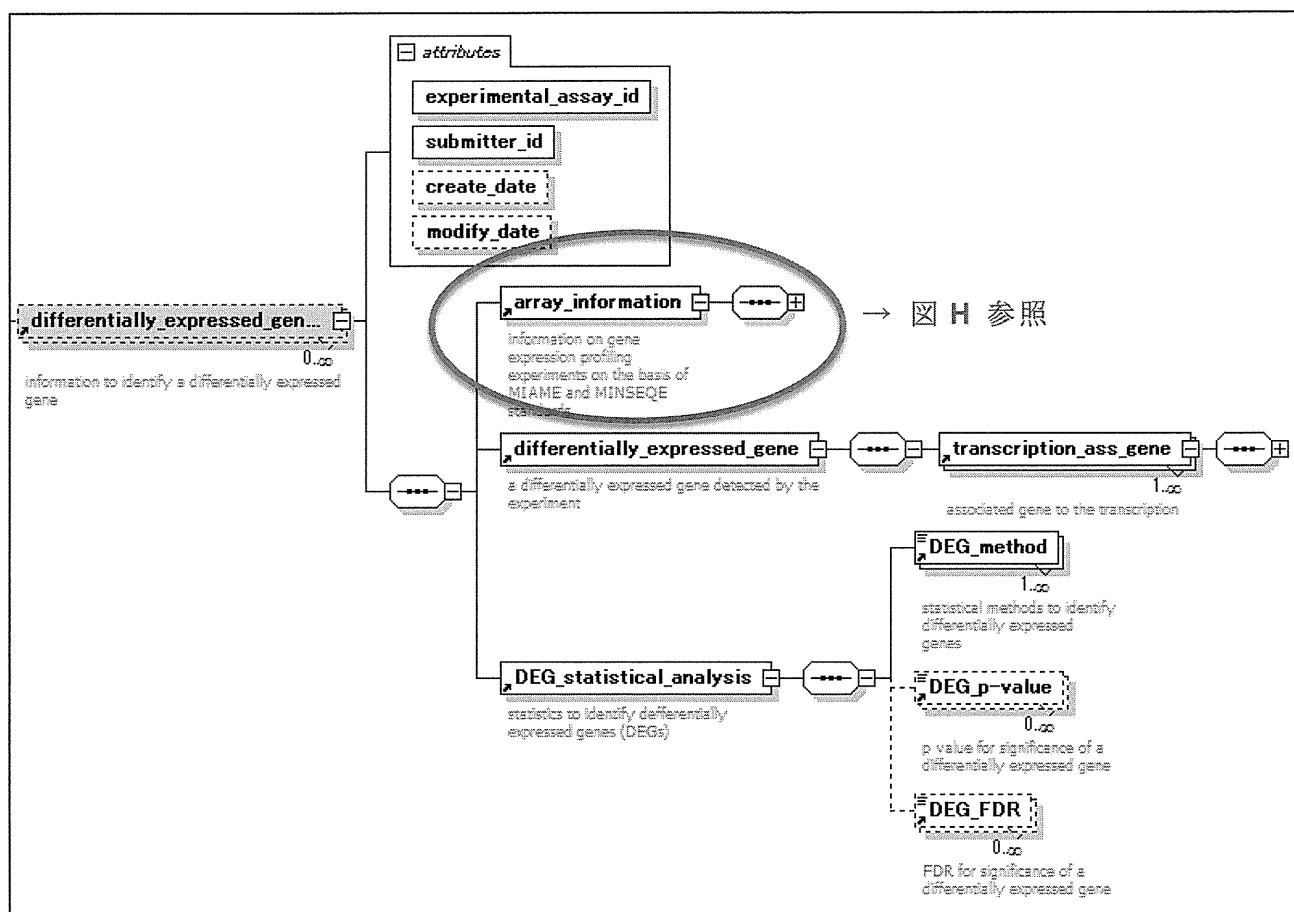 attributes
experimental_assay_id
submitter_id
create_date
modify_date
array_information
→ 図 H 参照
information on gene
expression profiling
experiments on the basis of
MIAME and MINSEQE
standards
differentially_expressed_gen...
0..∞
information to identify a differentially expressed
gene
differentially_expressed_gene
a differentially expressed gene detected by the
experiment
transcription_ass_gene
1..∞
associated gene to the transcription
DEG_method
1..∞
statistical methods to identify
differentially expressed
genes
DEG_statistical_analysis
statistics to identify defferentially
expressed genes (DEGs)
DEG_p-value
0..∞
p value for significance of a
differentially expressed gene
DEG_FDR
0..∞
FDR for significance of a
differentially expressed gene